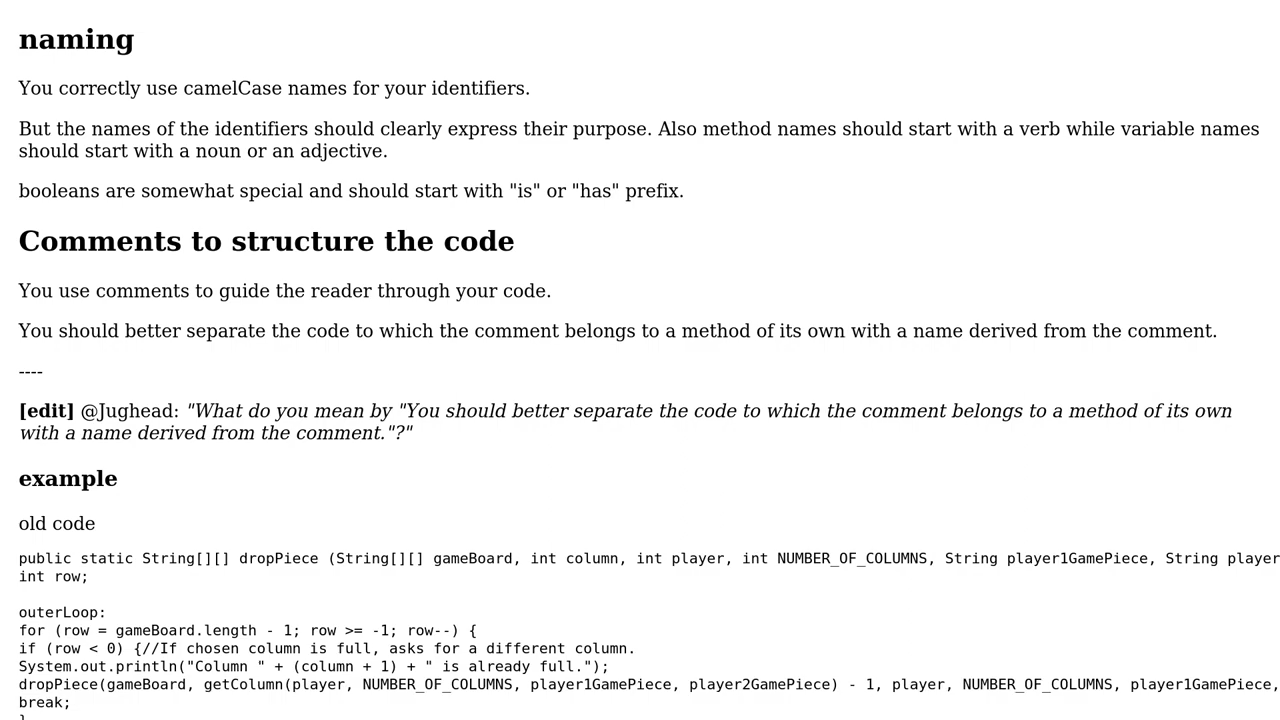 naming
You correctly use camelCase names for your identifiers.
But the names of the identifiers should clearly express their purpose. Also method names should start with a verb while variable names
should start with a noun or an adjective.
booleans are somewhat special and should start with "is" or "has" prefix.
Comments to structure the code
You use comments to guide the reader through your code.
You should better separate the code to which the comment belongs to a method of its own with a name derived from the comment.
----
[edit] @Jughead: "What do you mean by "You should better separate the code to which the comment belongs to a method of its own
with a name derived from the comment."?"
example
old code
public static String[][] dropPiece (String[][] gameBoard, int column, int player, int NUMBER_OF_COLUMNS, String player1GamePiece, String player
int row;
outerLoop:
for (row = gameBoard.length - 1; row >= -1; row--) {
if (row < 0) {//If chosen column is full, asks for a different column.
System.out.println("Column " + (column + 1) + " is already full.");
dropPiece(gameBoard, getColumn(player, NUMBER_OF_COLUMNS, player1GamePiece, player2GamePiece) - 1, player, NUMBER_OF_COLUMNS, player1GamePiece,
break;
}